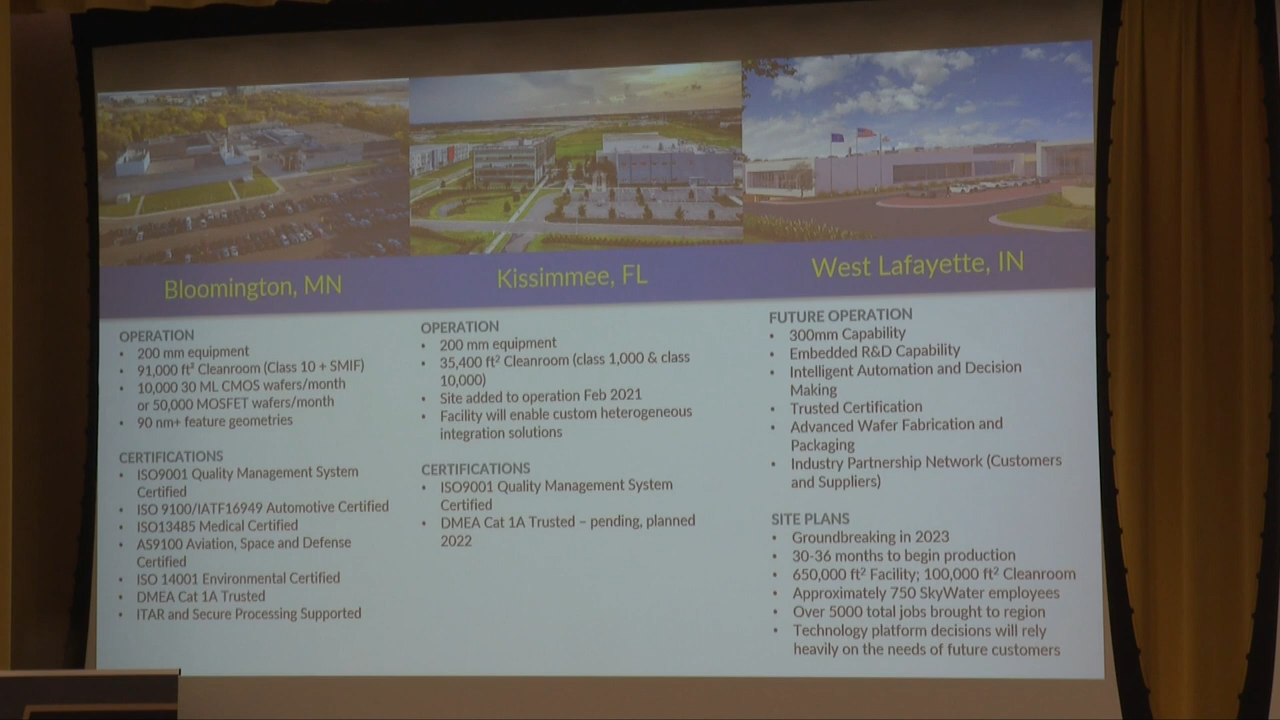 Bloomington, MN
OPERATION
• 200 mm equipment
• 91,000 ft² Cleanroom (Class 10 + SMIF)
• 10,000 30 ML CMOS wafers/month
or 50,000 MOSFET wafers/month
• 90 nm+ feature geometries
CERTIFICATIONS
• ISO9001 Quality Management System
Certified
• ISO 9100/IATF16949 Automotive Certified
• ISO13485 Medical Certified
• AS9100 Aviation, Space and Defense
Certified
• ISO 14001 Environmental Certified
• DMEA Cat 1A Trusted
• ITAR and Secure Processing Supported
Kissimmee, FL
OPERATION
• 200 mm equipment
• 35,400 ft² Cleanroom (class 1,000 & class
10,000)
• Site added to operation Feb 2021
• Facility will enable custom heterogeneous
integration solutions
CERTIFICATIONS
• ISO9001 Quality Management System
Certified
• DMEA Cat 1A Trusted – pending, planned
2022
West Lafayette, IN
FUTURE OPERATION
• 300mm Capability
• Embedded R&D Capability
• Intelligent Automation and Decision
Making
• Trusted Certification
• Advanced Wafer Fabrication and
Packaging
• Industry Partnership Network (Customers
and Suppliers)
SITE PLANS
• Groundbreaking in 2023
• 30-36 months to begin production
• 650,000 ft² Facility; 100,000 ft² Cleanroom
• Approximately 750 SkyWater employees
• Over 5000 total jobs brought to region
• Technology platform decisions will rely
heavily on the needs of future customers